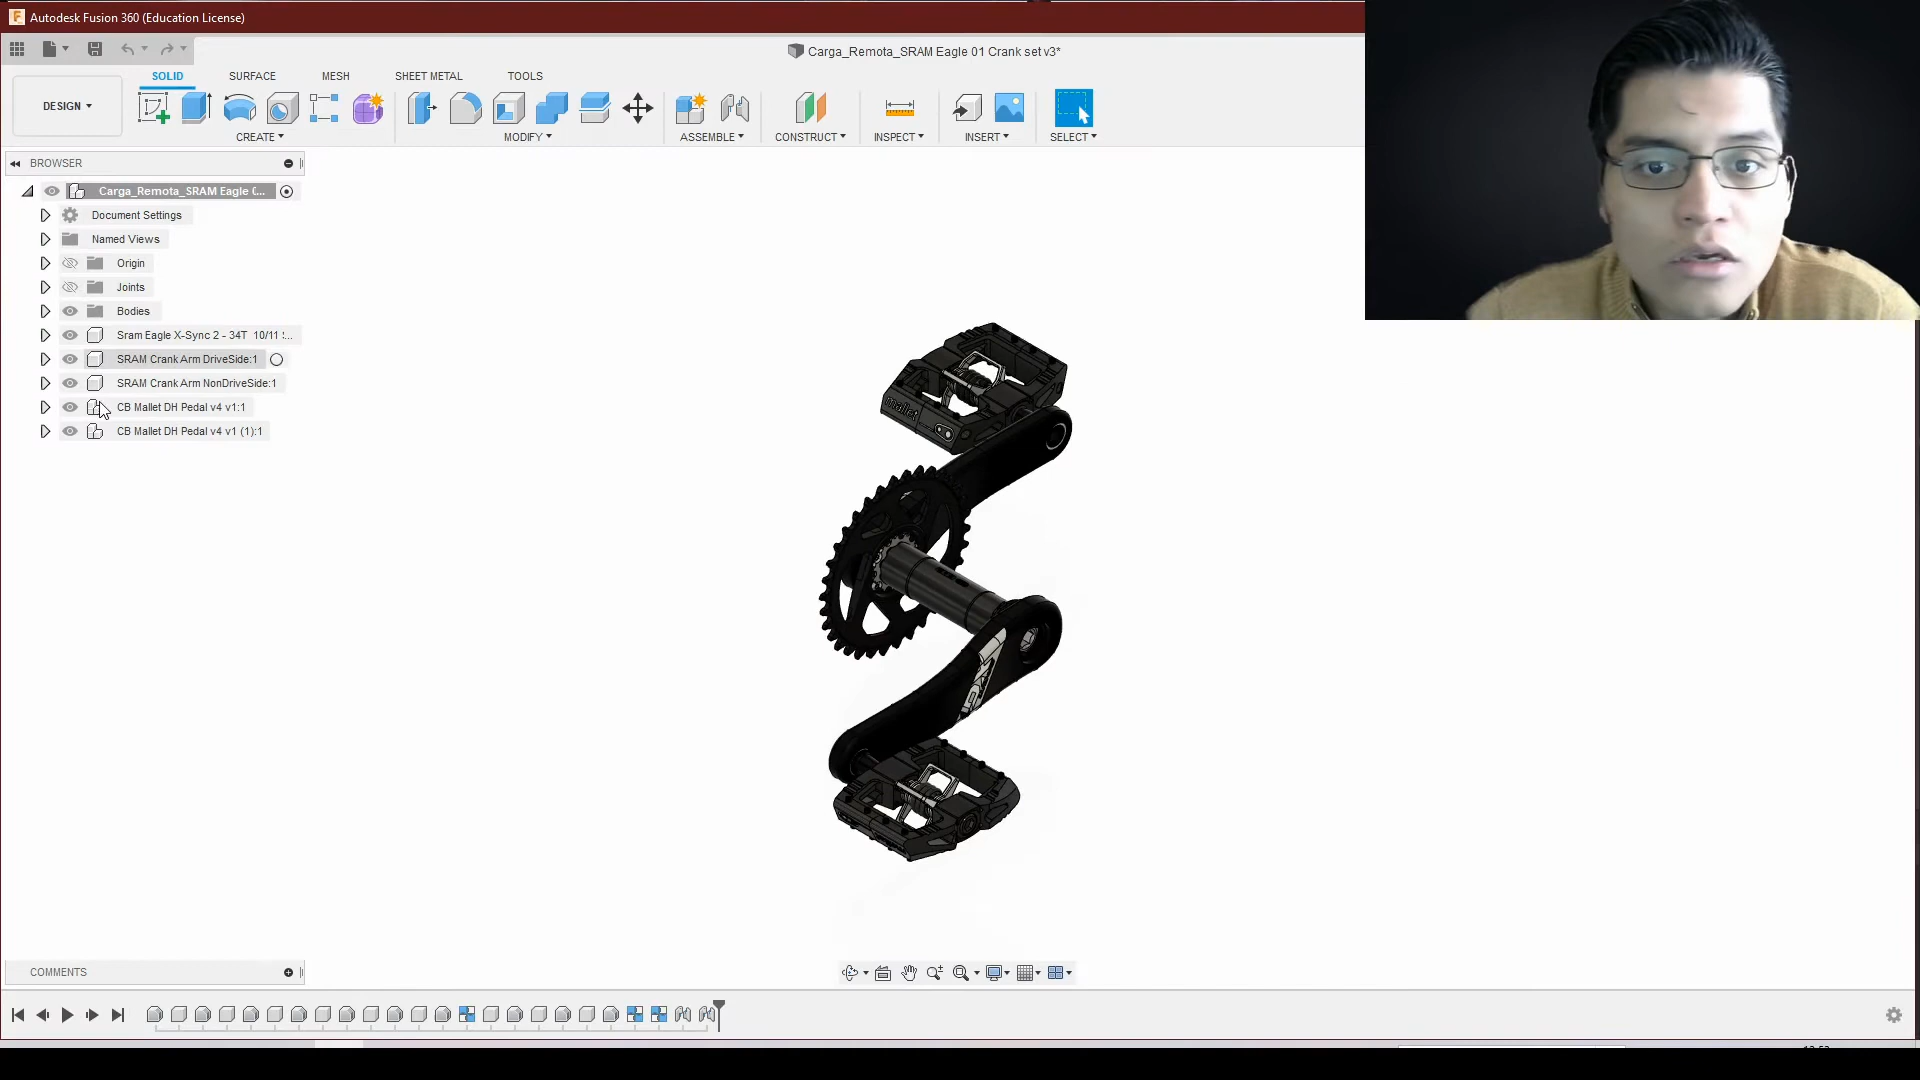 Autodesk Fusion 360 (Education License)
Carga_Remota_SRAM Eagle 01 Crank set v3*
SOLID
SURFACE
MESH
SHEET METAL
TOOLS
DESIGN
CREATE
MODIFY
ASSEMBLE
CONSTRUCT
INSPECT
INSERT
SELECT
BROWSER
Carga_Remota_SRAM Eagle (...
Document Settings
Named Views
Origin
Joints
Bodies
Sram Eagle X-Sync 2 - 34T 10/11 :...
SRAM Crank Arm DriveSide:1
SRAM Crank Arm NonDriveSide:1
CB Mallet DH Pedal v4 v1:1
CB Mallet DH Pedal v4 v1 (1):1
mallet
COMMENTS